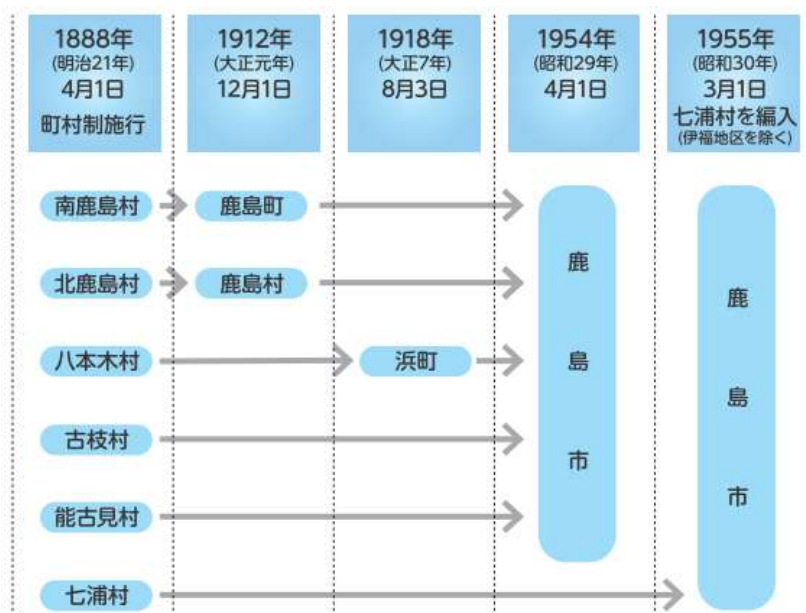 1888年
(明治21年)
4月1日
町村制施行
1912年
(大正元年)
12月1日
1918年
(大正7年)
8月3日
1954年
(昭和29年)
4月1日
1955年
(昭和30年)
3月1日
七浦村を編入
(伊福地区を除く)
南鹿島村
鹿島町
北鹿島村
鹿島村
八本木村
浜町
古枝村
能古見村
七浦村
鹿島市
鹿島市